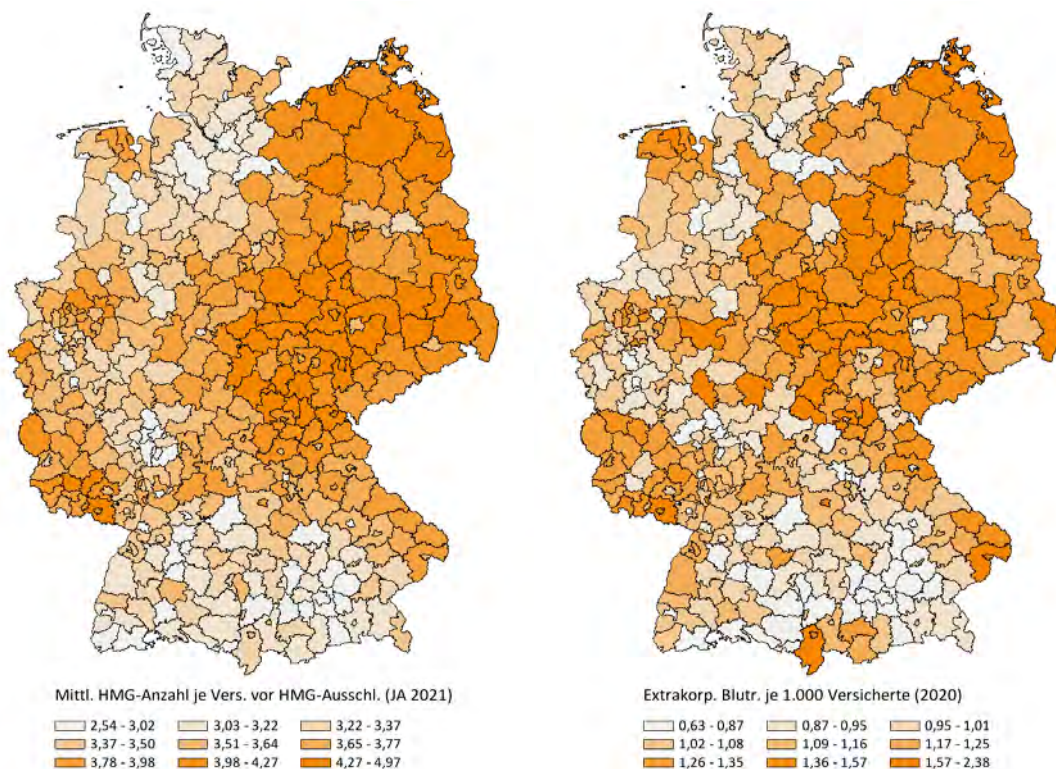 Mittl. HMG-Anzahl je Vers. vor HMG-Ausschl. (JA 2021)
2,54 - 3,02 3,03 - 3,22 3,22 - 3,37
3,37 - 3,50 3,51 - 3,64 3,65 - 3,77
3,78 - 3,98 3,98 - 4,27 4,27 - 4,97
Extrakorp. Blutr. je 1.000 Versicherte (2020)
0,63 - 0,87 0,87 - 0,95 0,95 - 1,01
1,02 - 1,08 1,09 - 1,16 1,17 - 1,25
1,26 - 1,35 1,36 - 1,57 1,57 - 2,38